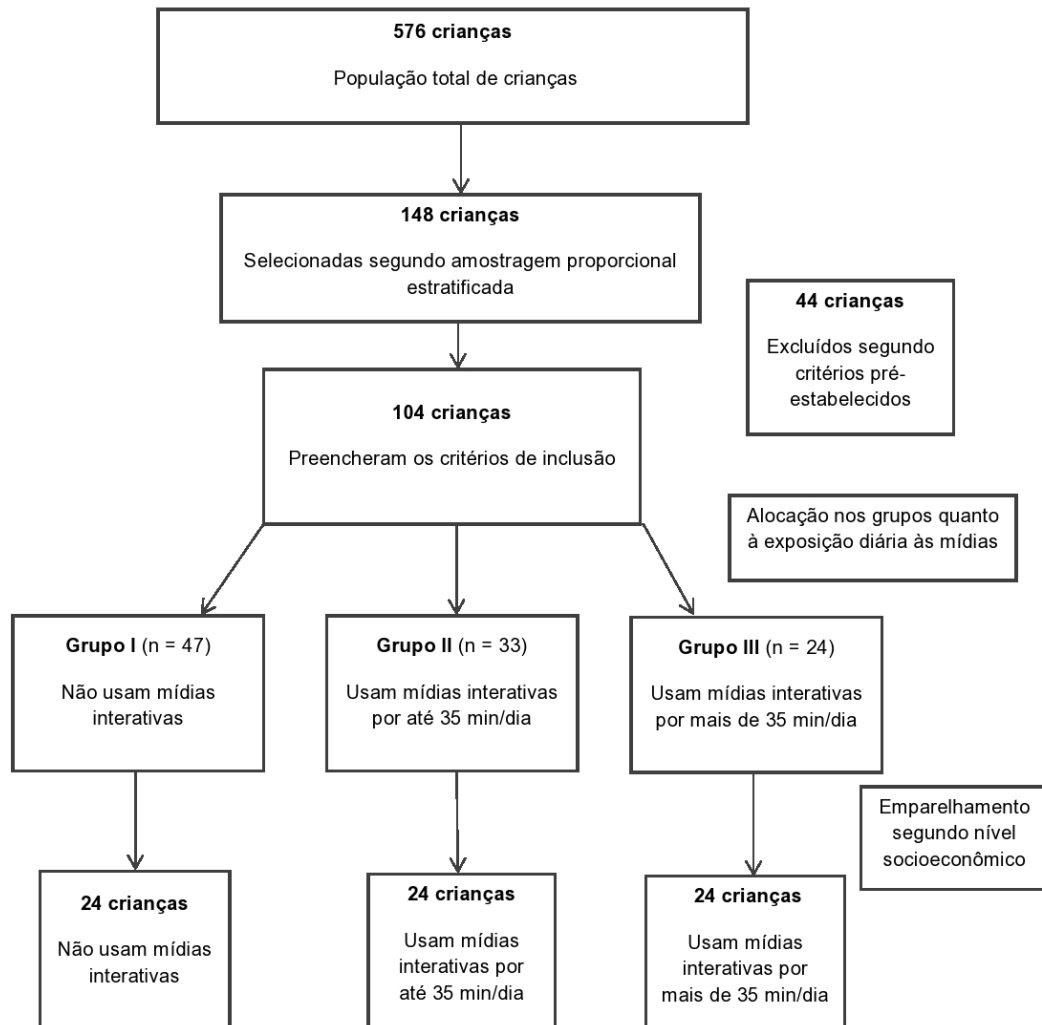 576 crianças
População total de crianças
148 crianças
Selecionadas segundo amostragem proporcional
estratificada
44 crianças
Excluídos segundo
critérios pré-
estabelecidos
104 crianças
Preencheram os critérios de inclusão
Alocação nos grupos quanto
à exposição diária às mídias
Grupo I (n = 47)
Não usam mídias
interativas
Grupo II (n = 33)
Usam mídias interativas
por até 35 min/dia
Grupo III (n = 24)
Usam mídias interativas
por mais de 35 min/dia
Emparelhamento
segundo nível
socioeconômico
24 crianças
Não usam mídias
interativas
24 crianças
Usam mídias
interativas por
até 35 min/dia
24 crianças
Usam mídias
interativas por
mais de 35 min/dia